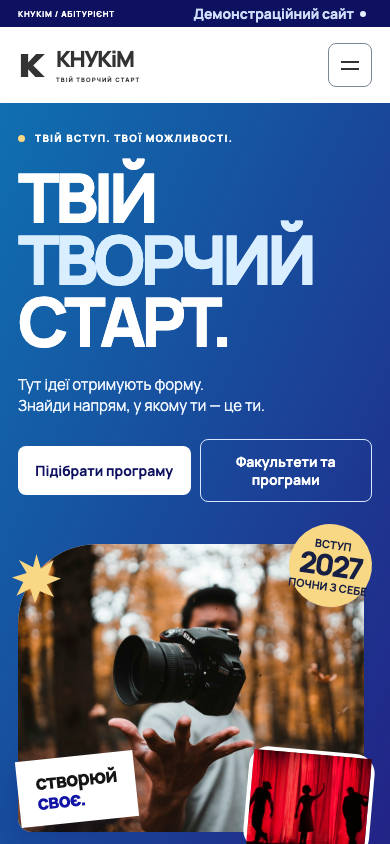 КНУКІМ / АБІТУРІЄНТ
Демонстраційний сайт
К
КНУКІМ
ТВІЙ ТВОРЧИЙ СТАРТ
ТВІЙ ВСТУП. ТВОЇ МОЖЛИВОСТІ.
ТВІЙ
ТВОРЧИЙ
СТАРТ.
Тут ідеї отримують форму.
Знайди напрям, у якому ти — це ти.
Підібрати програму
Факультети та
програми
ВСТУП
2027
ПОЧНИ З СЕБЕ
Nikon
створюй
своє.